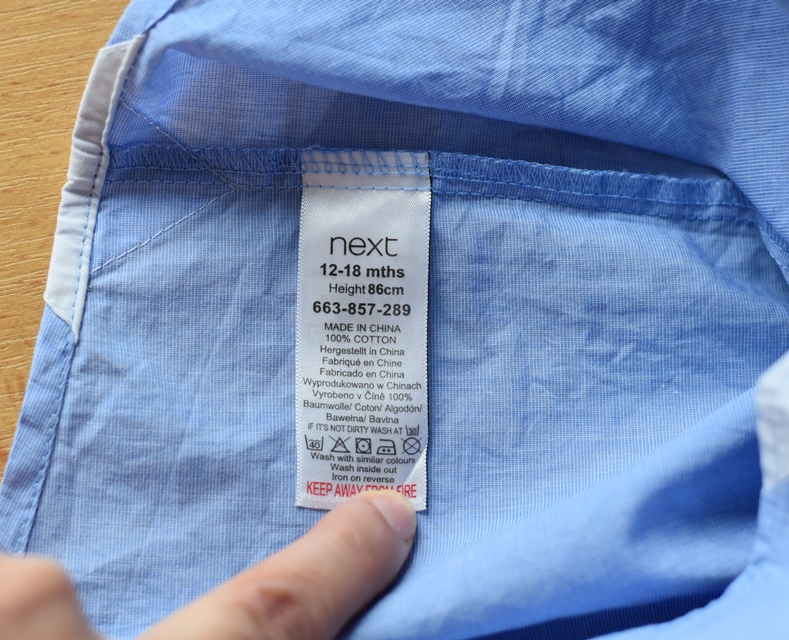 next
12-18 mths
Height 86cm
663-857-289
MADE IN CHINA
100% COTTON
Hergestellt in China
Fabriqué en Chine
Fabricado en China
Wyprodukowano w Chinach
Vyrobeno v Číně 100%
Baumwolle/ Coton/ Algodón/
Bawełna/ Bavlna
IF IT'S NOT DIRTY WASH AT 30
40
Wash with similar colours
Wash inside out
Iron on reverse
KEEP AWAY FROM FIRE